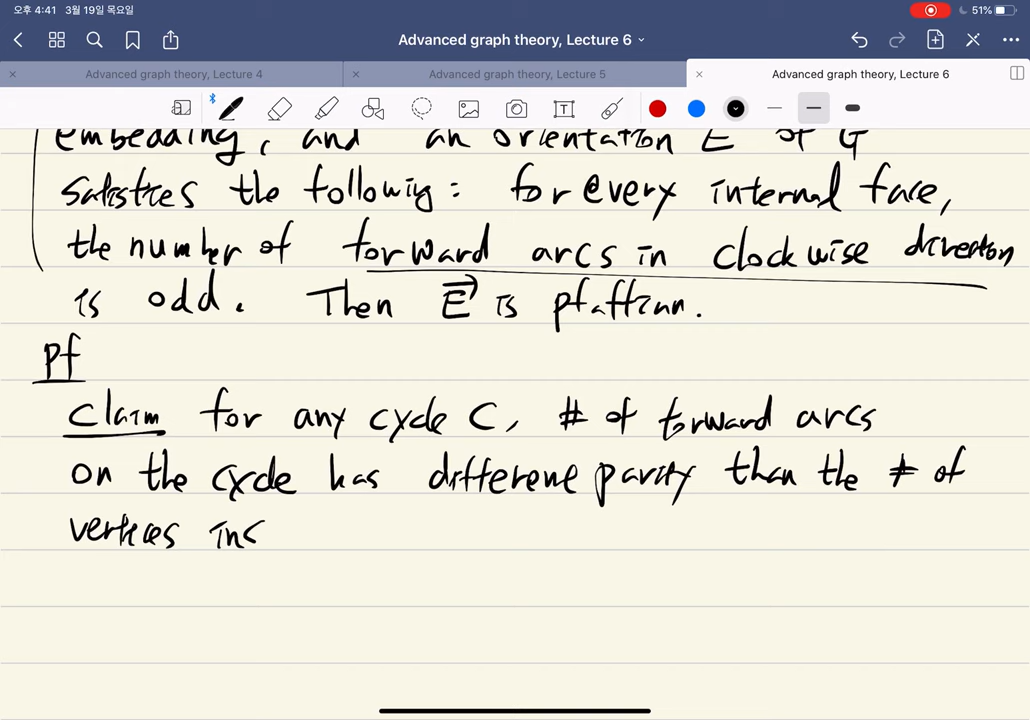 오후 4:41 3월 19일 목요일 51%
Advanced graph theory, Lecture 6
Advanced graph theory, Lecture 4
Advanced graph theory, Lecture 5
Advanced graph theory, Lecture 6
embedding, and an orientation E of G
satisfies the following: for every internal face,
the number of forward arcs in clockwise direction
is odd. Then E⃗ is pfaffian.
Pf
Claim for any cycle C, # of forward arcs
on the cycle has different parity than the # of
vertices ins